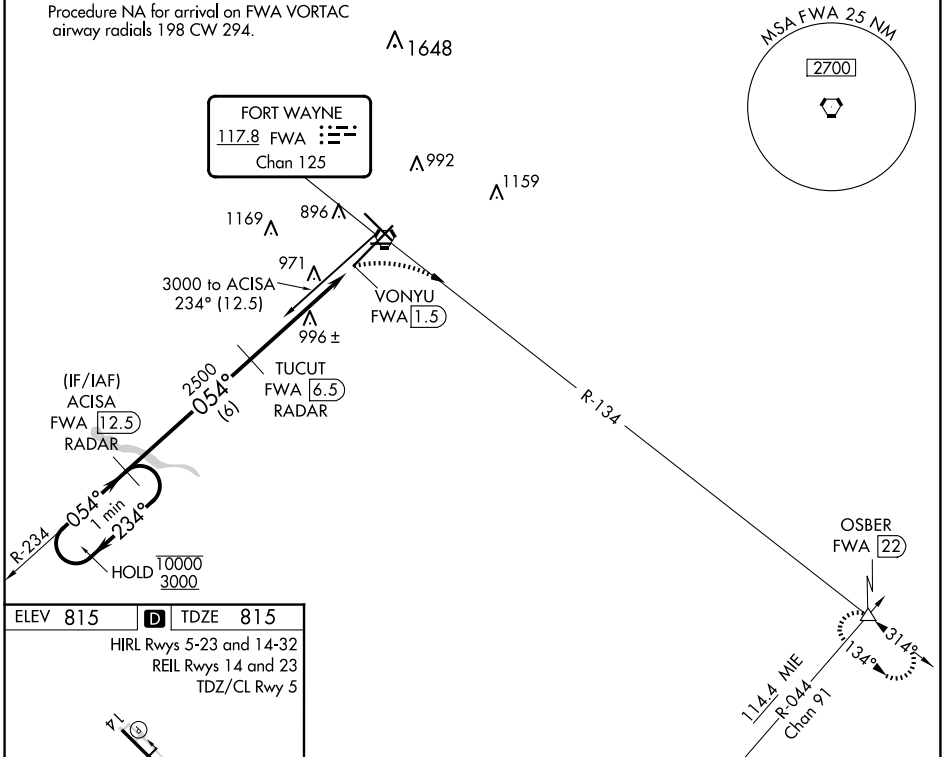 Procedure NA for arrival on FWA VORTAC
airway radials 198 CW 294.
1648
MSA FWA 25 NM
2700
FORT WAYNE
117.8 FWA
Chan 125
992
1159
1169
896
971
3000 to ACISA
234° (12.5)
VONYU
FWA 1.5
996 ±
TUCUT
FWA 6.5
RADAR
2500
054°
(6)
(IF/IAF)
ACISA
FWA 12.5
RADAR
R-134
054°
1 min
234°
R-234
HOLD 10000
3000
OSBER
FWA 22
314°
134°
114.4 MIE
R-044
Chan 91
ELEV 815 D TDZE 815
HIRL Rwys 5-23 and 14-32
REIL Rwys 14 and 23
TDZ/CL Rwy 5
14
P